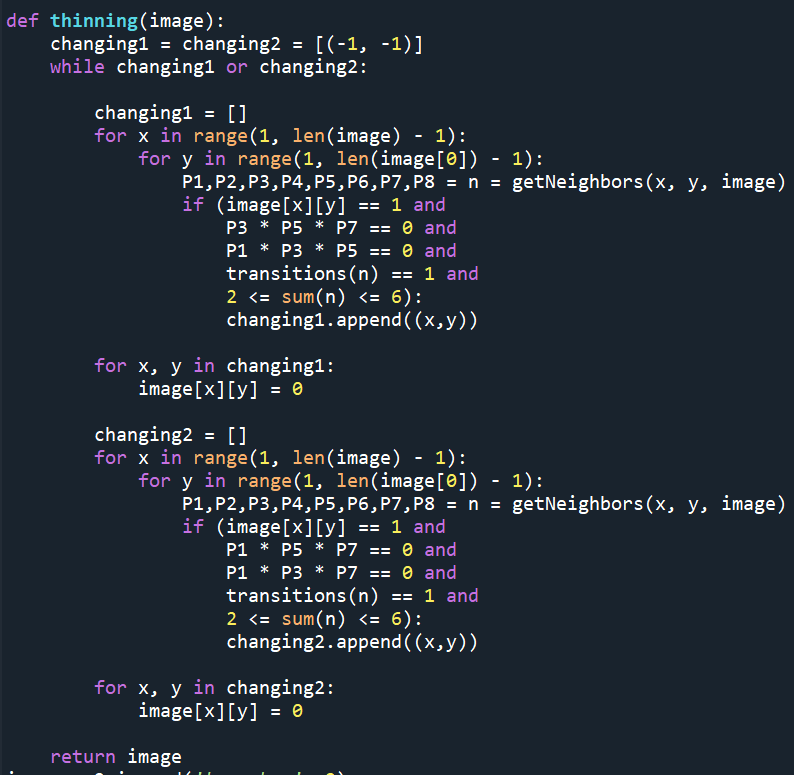 def thinning(image):
    changing1 = changing2 = [(-1, -1)]
    while changing1 or changing2:
        changing1 = []
        for x in range(1, len(image) - 1):
            for y in range(1, len(image[0]) - 1):
                P1,P2,P3,P4,P5,P6,P7,P8 = n = getNeighbors(x, y, image)
                if (image[x][y] == 1 and
                    P3 * P5 * P7 == 0 and
                    P1 * P3 * P5 == 0 and
                    transitions(n) == 1 and
                    2 <= sum(n) <= 6):
                    changing1.append((x,y))
        for x, y in changing1:
            image[x][y] = 0
        changing2 = []
        for x in range(1, len(image) - 1):
            for y in range(1, len(image[0]) - 1):
                P1,P2,P3,P4,P5,P6,P7,P8 = n = getNeighbors(x, y, image)
                if (image[x][y] == 1 and
                    P1 * P5 * P7 == 0 and
                    P1 * P3 * P7 == 0 and
                    transitions(n) == 1 and
                    2 <= sum(n) <= 6):
                    changing2.append((x,y))
        for x, y in changing2:
            image[x][y] = 0
    return image